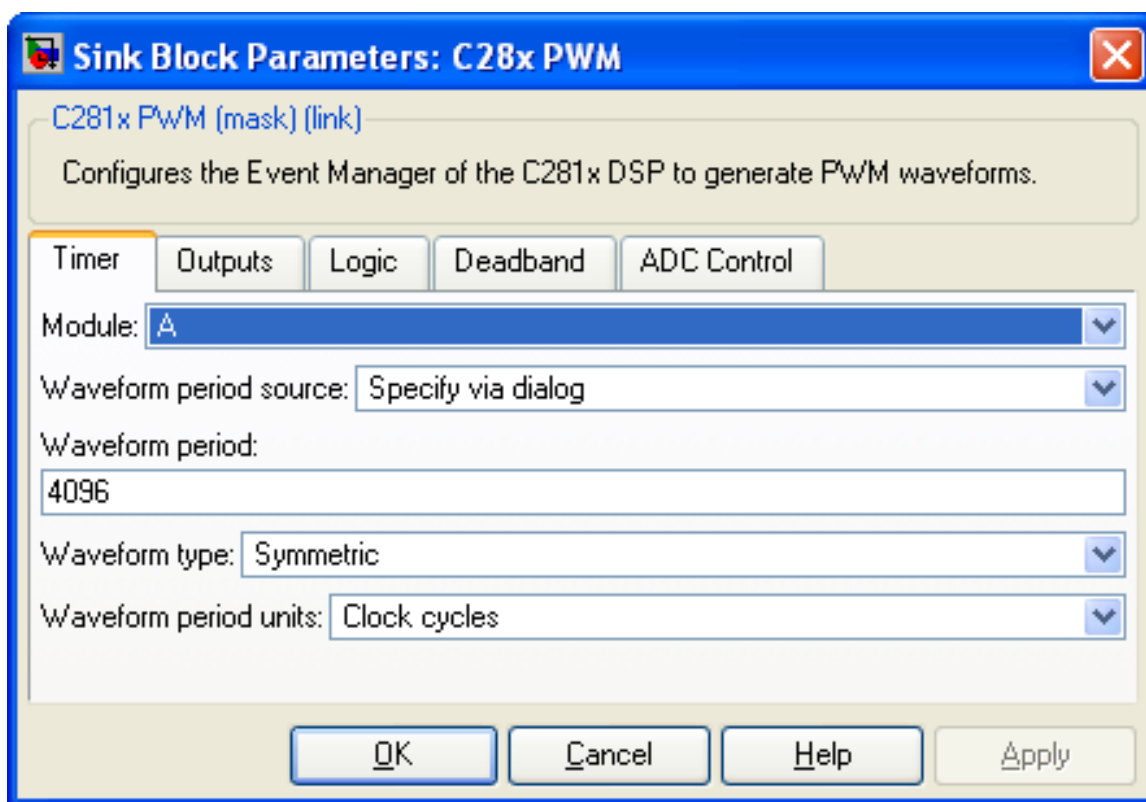 Sink Block Parameters: C28x PWM
C281x PWM (mask) (link)
Configures the Event Manager of the C281x DSP to generate PWM waveforms.
Timer Outputs Logic Deadband ADC Control
Module: A
Waveform period source: Specify via dialog
Waveform period:
4096
Waveform type: Symmetric
Waveform period units: Clock cycles
OK Cancel Help Apply